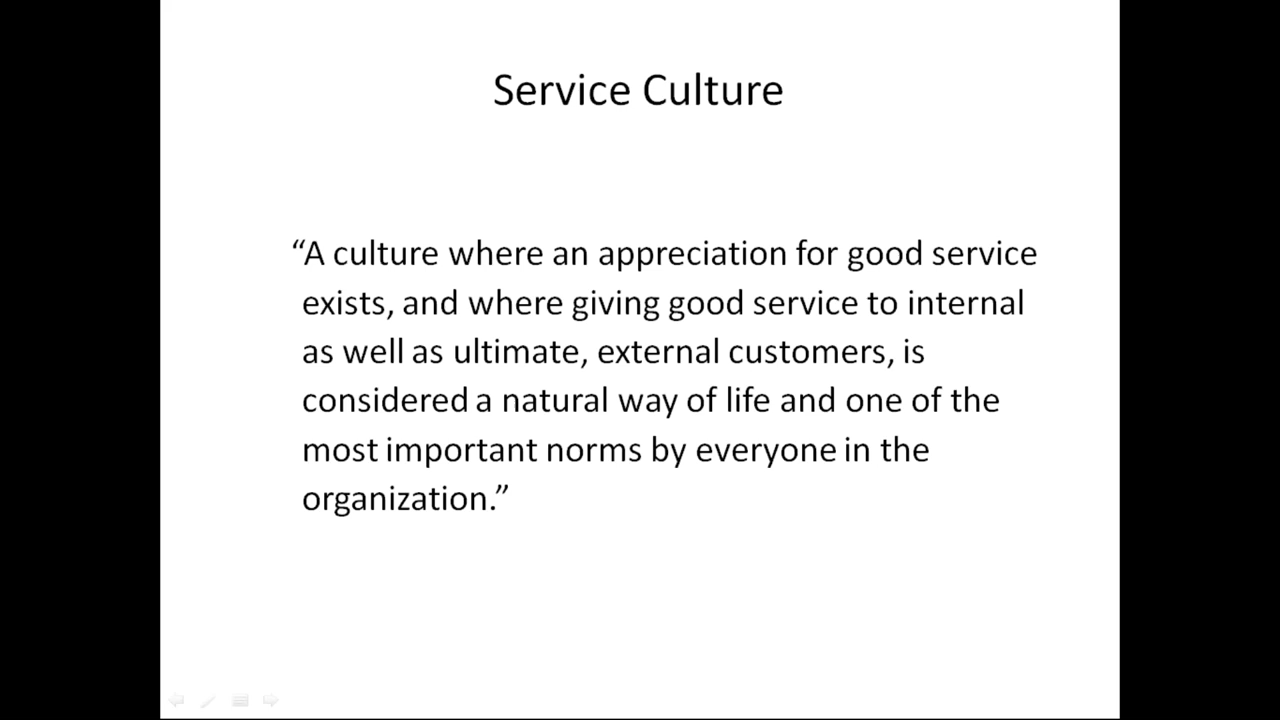 Service Culture
“A culture where an appreciation for good service
exists, and where giving good service to internal
as well as ultimate, external customers, is
considered a natural way of life and one of the
most important norms by everyone in the
organization.”